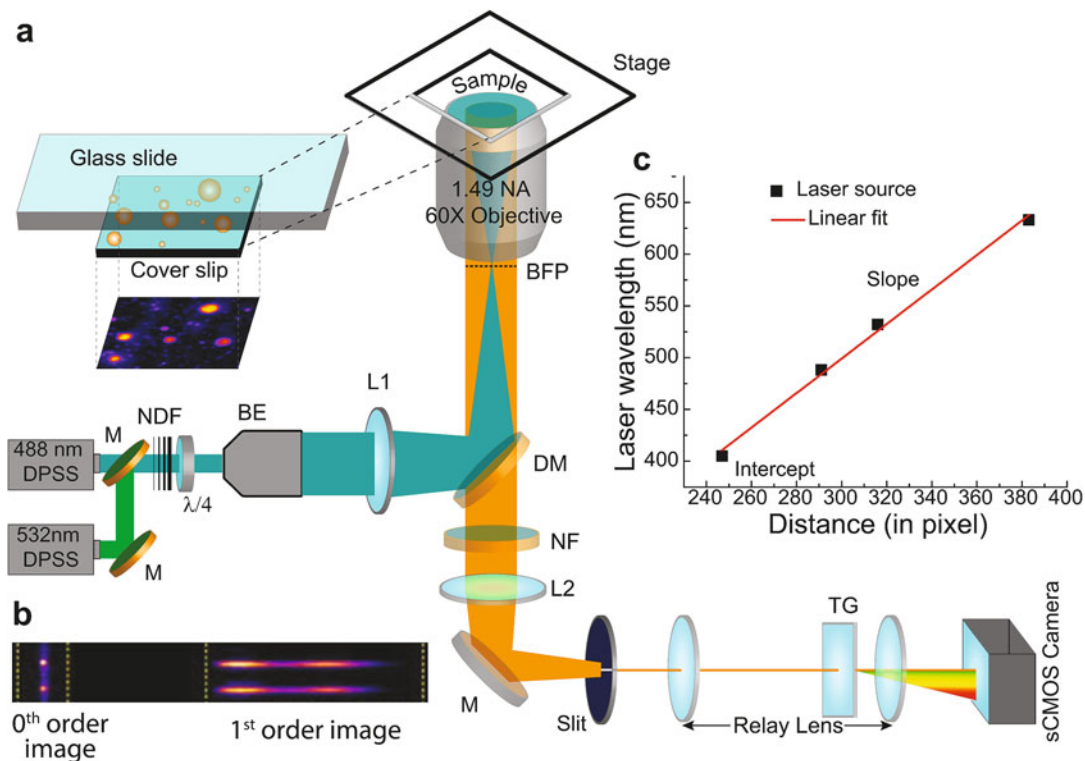 a
Stage
Sample
Glass slide
1.49 NA
60X Objective
Cover slip
BFP
L1
NDF
BE
M
488 nm
DPSS
λ/4
DM
532nm
DPSS
M
NF
L2
M
Slit
TG
Relay Lens
sCMOS Camera
b
0th order
image
1st order image
c
Laser source
Linear fit
Slope
Intercept
Laser wavelength (nm)
650
600
550
500
450
400
240 260 280 300 320 340 360 380 400
Distance (in pixel)